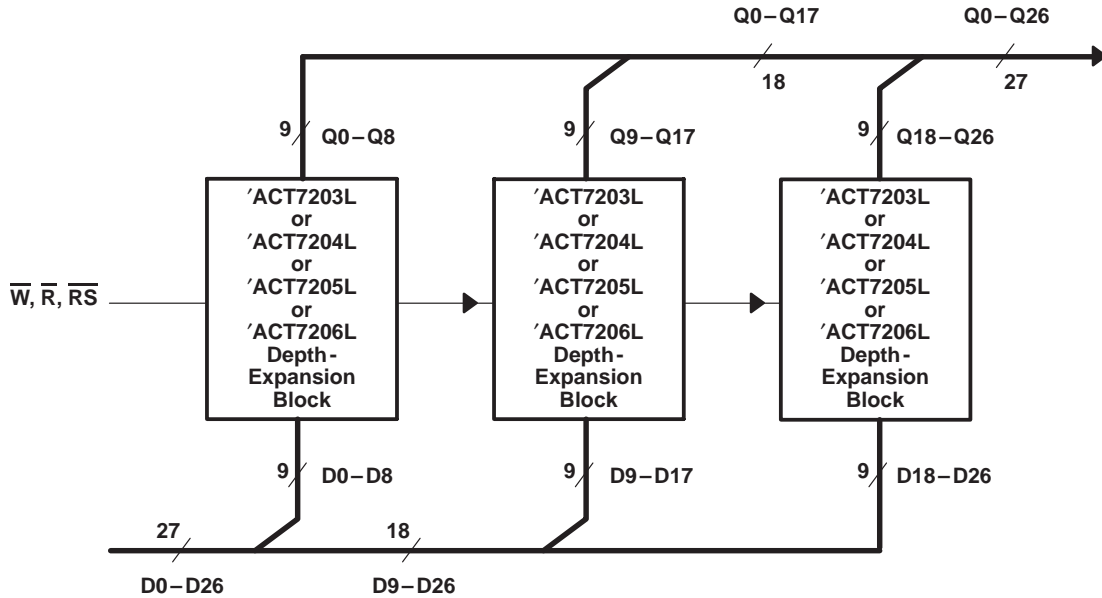 Q0–Q17
Q0–Q26
18
27
9
Q0–Q8
9
Q9–Q17
9
Q18–Q26
′ACT7203L
or
′ACT7204L
or
′ACT7205L
or
′ACT7206L
Depth-
Expansion
Block
′ACT7203L
or
′ACT7204L
or
′ACT7205L
or
′ACT7206L
Depth-
Expansion
Block
′ACT7203L
or
′ACT7204L
or
′ACT7205L
or
′ACT7206L
Depth-
Expansion
Block
W̅, R̅, R̅S̅
9
D0–D8
9
D9–D17
9
D18–D26
27
18
D0–D26
D9–D26